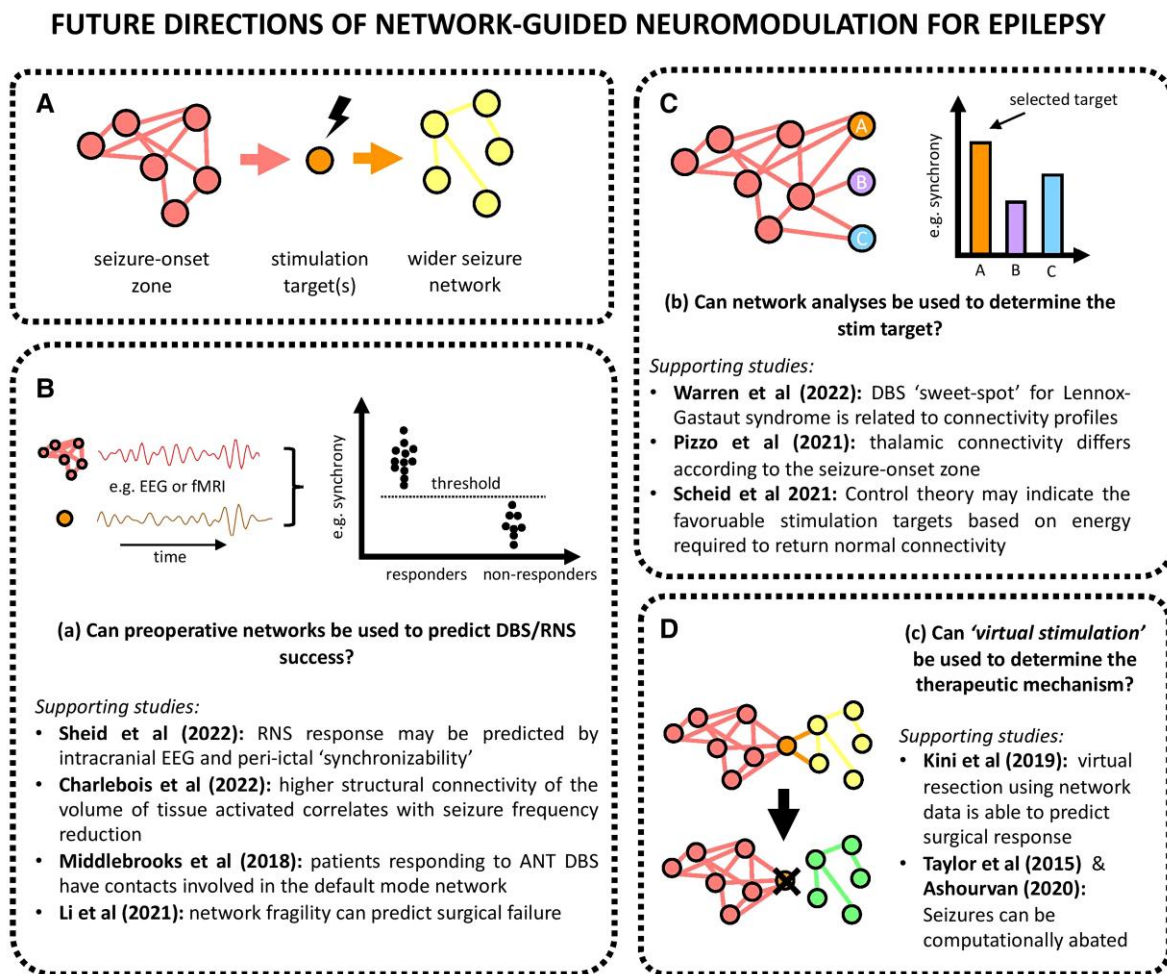 FUTURE DIRECTIONS OF NETWORK-GUIDED NEUROMODULATION FOR EPILEPSY
A
seizure-onset
zone
stimulation
target(s)
wider seizure
network
B
e.g. EEG or fMRI
time
e.g. synchrony
threshold
responders
non-responders
(a) Can preoperative networks be used to predict DBS/RNS
success?
Supporting studies:
• Sheid et al (2022): RNS response may be predicted by
intracranial EEG and peri-ictal ‘synchronizability’
• Charlebois et al (2022): higher structural connectivity of the
volume of tissue activated correlates with seizure frequency
reduction
• Middlebrooks et al (2018): patients responding to ANT DBS
have contacts involved in the default mode network
• Li et al (2021): network fragility can predict surgical failure
C
A
B
C
selected target
e.g. synchrony
A
B
C
(b) Can network analyses be used to determine the
stim target?
Supporting studies:
• Warren et al (2022): DBS ‘sweet-spot’ for Lennox-
Gastaut syndrome is related to connectivity profiles
• Pizzo et al (2021): thalamic connectivity differs
according to the seizure-onset zone
• Scheid et al 2021: Control theory may indicate the
favouruable stimulation targets based on energy
required to return normal connectivity
D
(c) Can ‘virtual stimulation’
be used to determine the
therapeutic mechanism?
Supporting studies:
• Kini et al (2019): virtual
resection using network
data is able to predict
surgical response
• Taylor et al (2015) &
Ashourvan (2020):
Seizures can be
computationally abated